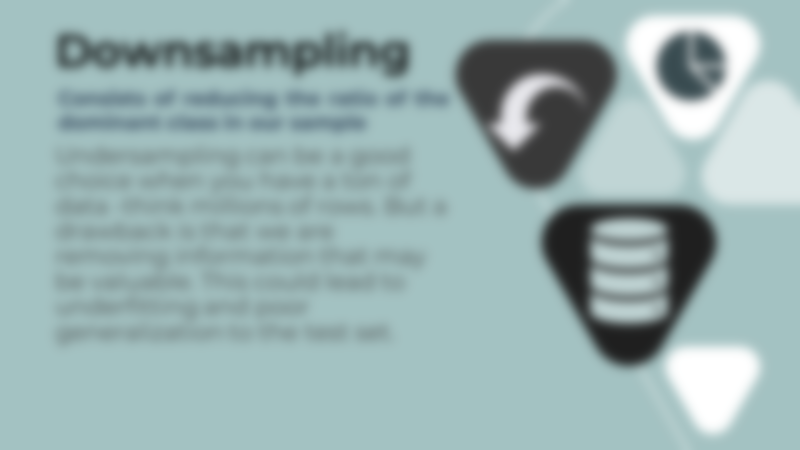 Downsampling
Consists of reducing the ratio of the
dominant class in our sample
Undersampling can be a good
choice when you have a ton of
data -think millions of rows. But a
drawback is that we are
removing information that may
be valuable. This could lead to
underfitting and poor
generalization to the test set.